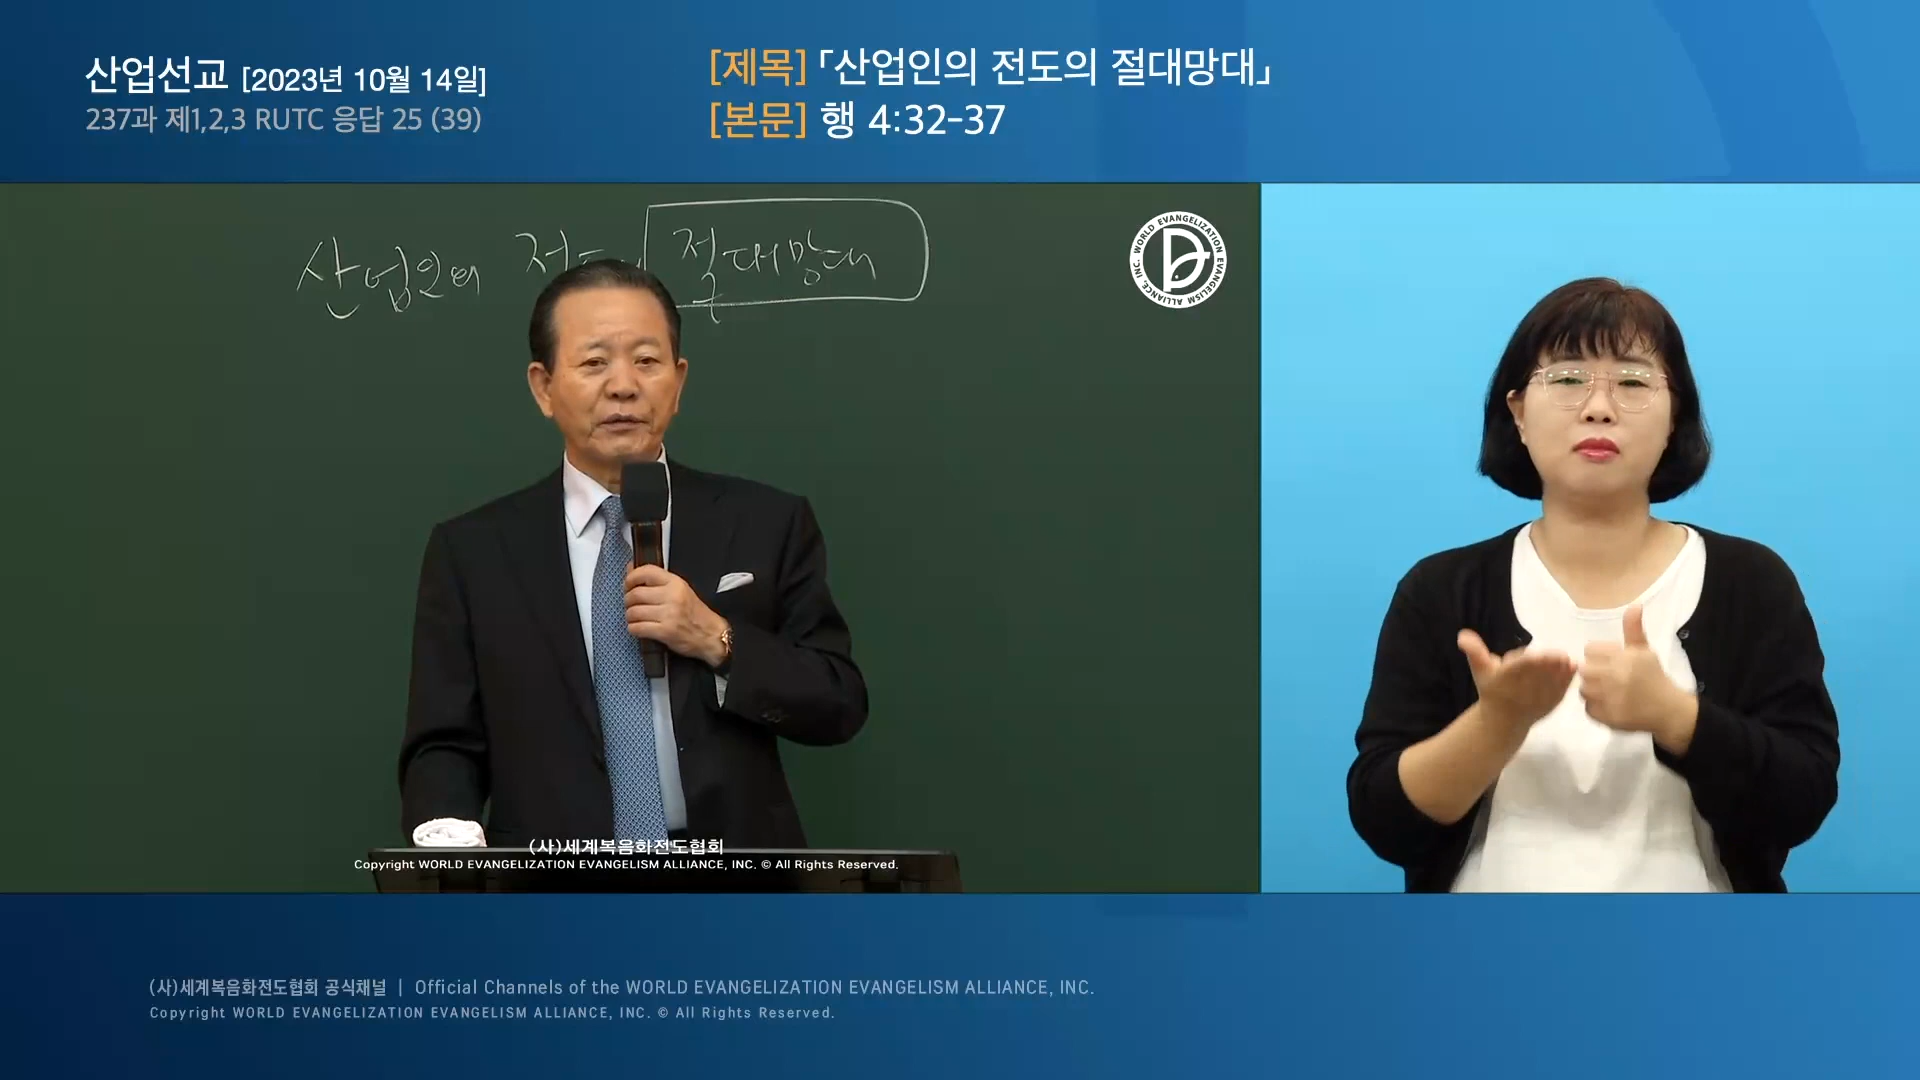 산업선교 [2023년 10월 14일]
237과 제1,2,3 RUTC 응답 25 (39)
[제목]「산업인의 전도의 절대망대」
[본문] 행 4:32-37
산업인의 전도 절대망대
WORLD EVANGELIZATION EVANGELISM ALLIANCE, INC.
(사)세계복음화전도협회
Copyright WORLD EVANGELIZATION EVANGELISM ALLIANCE, INC. © All Rights Reserved.
(사)세계복음화전도협회 공식채널 | Official Channels of the WORLD EVANGELIZATION EVANGELISM ALLIANCE, INC.
Copyright WORLD EVANGELIZATION EVANGELISM ALLIANCE, INC. © All Rights Reserved.